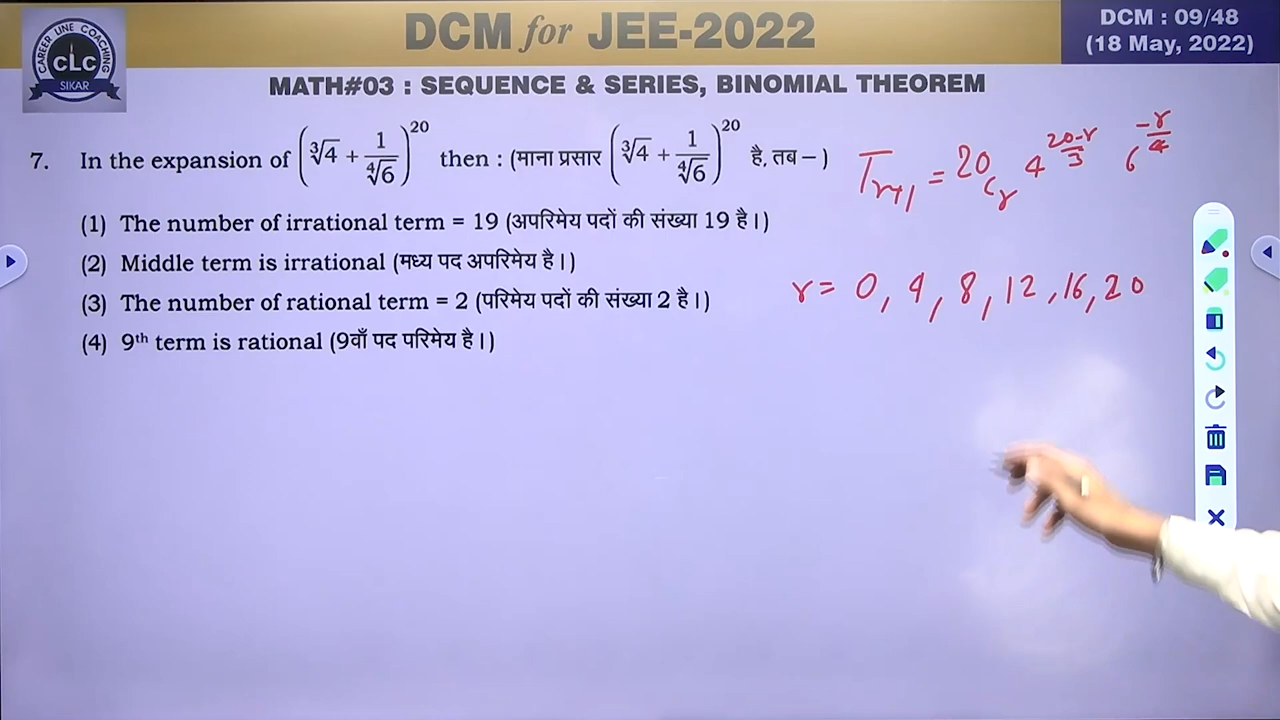 CAREER LINE COACHING
CLC
SIKAR
DCM for JEE-2022
DCM : 09/48
(18 May, 2022)
MATH#03 : SEQUENCE & SERIES, BINOMIAL THEOREM
7. In the expansion of (∛4 + 1/∜6)^20 then : (माना प्रसार (∛4 + 1/∜6)^20 है, तब – )
(1) The number of irrational term = 19 (अपरिमेय पदों की संख्या 19 है।)
(2) Middle term is irrational (मध्य पद अपरिमेय है।)
(3) The number of rational term = 2 (परिमेय पदों की संख्या 2 है।)
(4) 9th term is rational (9वाँ पद परिमेय है।)
T_{r+1} = 20_{C_r} 4^{(20-r)/3} 6^{-r/4}
r = 0, 4, 8, 12, 16, 20